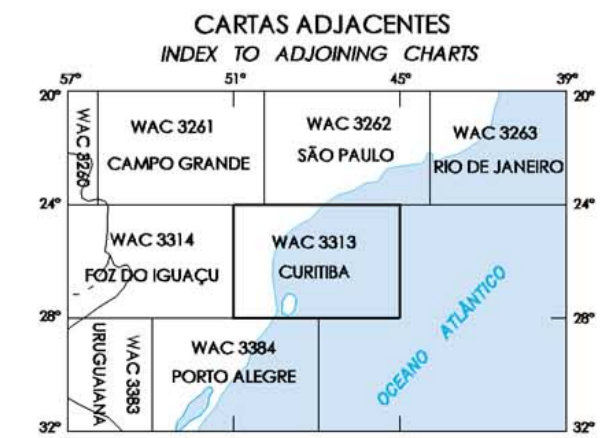 CARTAS ADJACENTES
INDEX TO ADJOINING CHARTS
57° 51° 45° 39°
20° 20°
WAC 3260
WAC 3261
CAMPO GRANDE
WAC 3262
SÃO PAULO
WAC 3263
RIO DE JANEIRO
24° 24°
WAC 3314
FOZ DO IGUAÇU
WAC 3313
CURITIBA
OCEANO ATLÂNTICO
28° 28°
WAC 3383
URUGUAIANA
WAC 3384
PORTO ALEGRE
32° 32°